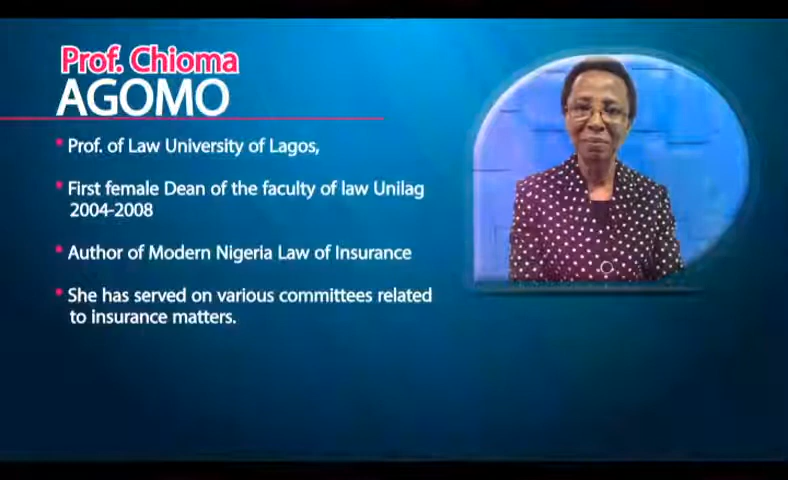 Prof. Chioma
AGOMO
* Prof. of Law University of Lagos,
* First female Dean of the faculty of law Unilag
2004-2008
* Author of Modern Nigeria Law of Insurance
* She has served on various committees related
to insurance matters.